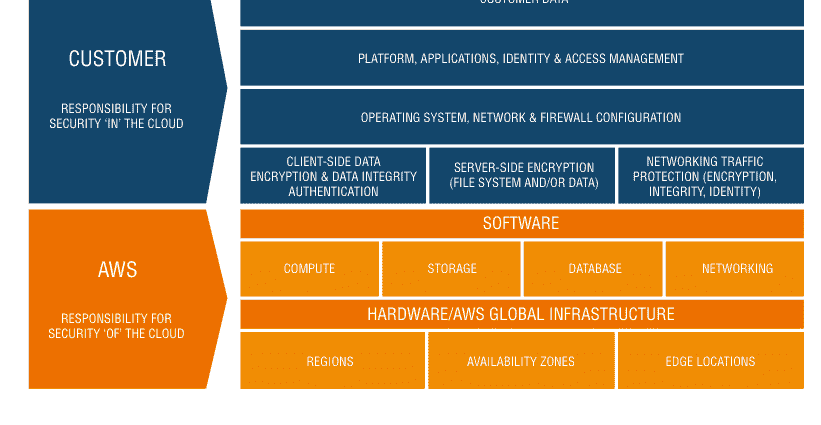 CUSTOMER DATA
CUSTOMER
RESPONSIBILITY FOR
SECURITY ‘IN’ THE CLOUD
PLATFORM, APPLICATIONS, IDENTITY & ACCESS MANAGEMENT
OPERATING SYSTEM, NETWORK & FIREWALL CONFIGURATION
CLIENT-SIDE DATA
ENCRYPTION & DATA INTEGRITY
AUTHENTICATION
SERVER-SIDE ENCRYPTION
(FILE SYSTEM AND/OR DATA)
NETWORKING TRAFFIC
PROTECTION (ENCRYPTION,
INTEGRITY, IDENTITY)
AWS
RESPONSIBILITY FOR
SECURITY ‘OF’ THE CLOUD
SOFTWARE
COMPUTE
STORAGE
DATABASE
NETWORKING
HARDWARE/AWS GLOBAL INFRASTRUCTURE
REGIONS
AVAILABILITY ZONES
EDGE LOCATIONS